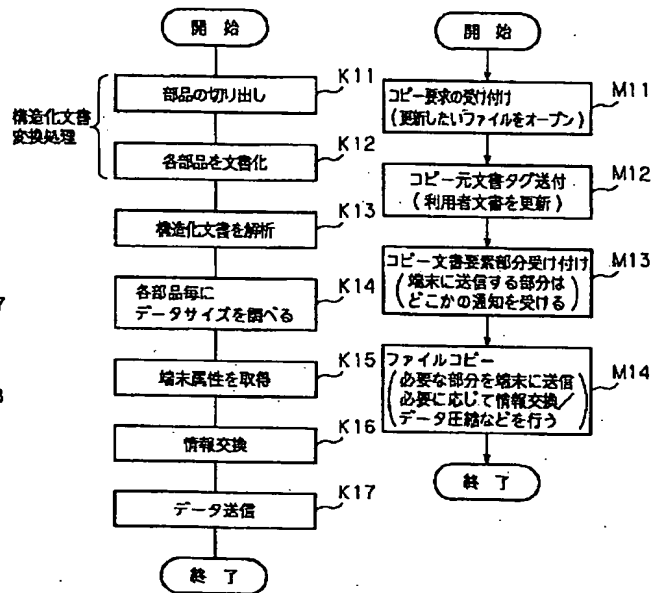 開始
K11
部品の切り出し
構造化文書
変換処理
K12
各部品を文書化
K13
構造化文書を解析
K14
各部品毎に
データサイズを調べる
K15
端末属性を取得
K16
情報交換
K17
データ送信
終了
開始
M11
コピー要求の受け付け
(更新したいファイルをオープン)
M12
コピー元文書タグ送付
(利用者文書を更新)
M13
コピー文書要素部分受け付け
(端末に送信する部分は
どこかの通知を受ける)
M14
ファイルコピー
(必要な部分を端末に送信
必要に応じて情報交換/
データ圧縮などを行う)
終了